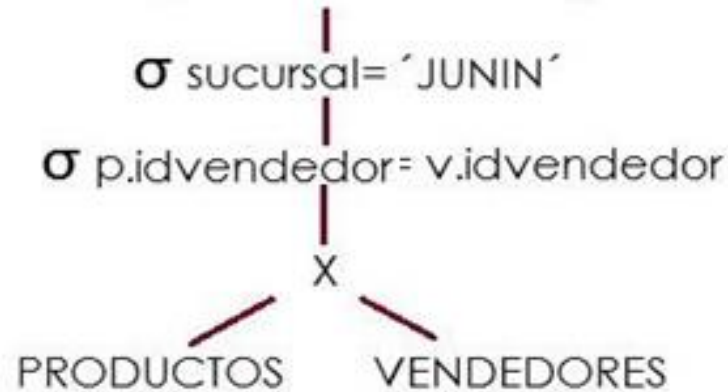 σ sucursal= ´JUNIN´
σ p.idvendedor= v.idvendedor
X
PRODUCTOS VENDEDORES